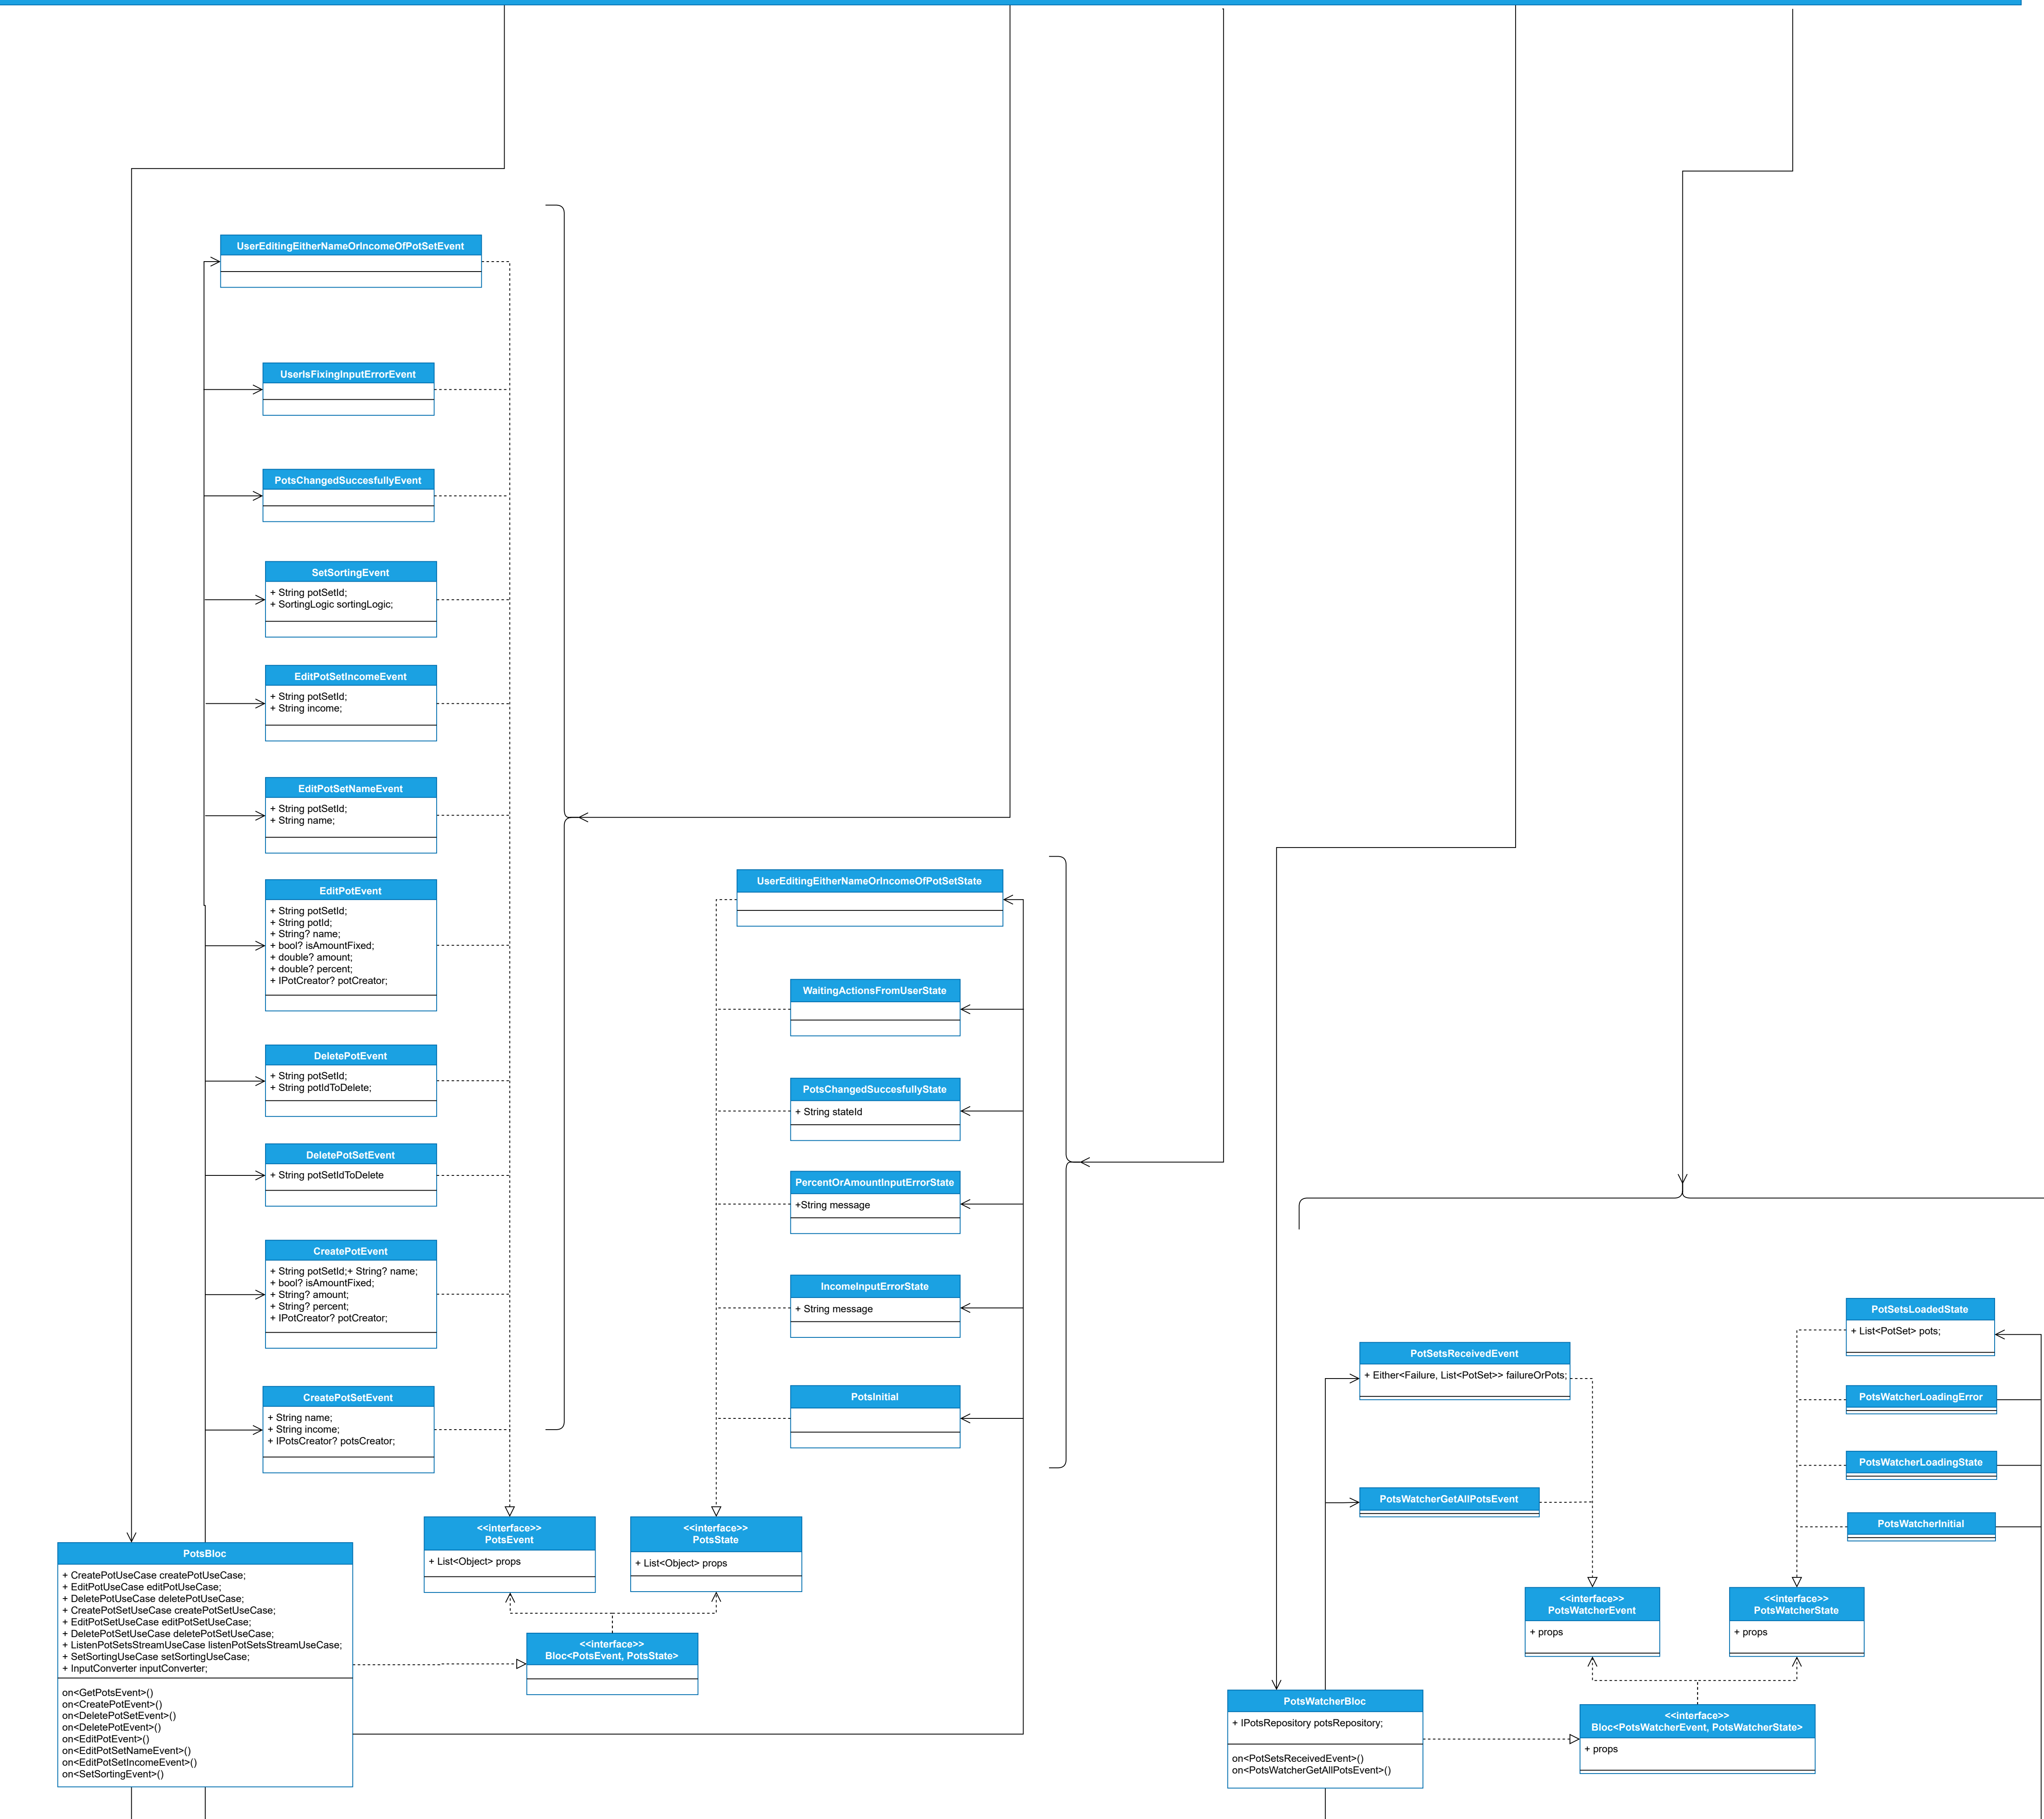 UserEditingEitherNameOrIncomeOfPotSetEvent
UserIsFixingInputErrorEvent
PotsChangedSuccesfullyEvent
SetSortingEvent
+ String potSetId;
+ SortingLogic sortingLogic;
EditPotSetIncomeEvent
+ String potSetId;
+ String income;
EditPotSetNameEvent
+ String potSetId;
+ String name;
EditPotEvent
+ String potSetId;
+ String potId;
+ String? name;
+ bool? isAmountFixed;
+ double? amount;
+ double? percent;
+ IPotCreator? potCreator;
DeletePotEvent
+ String potSetId;
+ String potIdToDelete;
DeletePotSetEvent
+ String potSetIdToDelete
CreatePotEvent
+ String potSetId;+ String? name;
+ bool? isAmountFixed;
+ String? amount;
+ String? percent;
+ IPotCreator? potCreator;
CreatePotSetEvent
+ String name;
+ String income;
+ IPotsCreator? potsCreator;
UserEditingEitherNameOrIncomeOfPotSetState
WaitingActionsFromUserState
PotsChangedSuccesfullyState
+ String stateId
PercentOrAmountInputErrorState
+String message
IncomeInputErrorState
+ String message
PotsInitial
<<interface>>
PotsEvent
+ List<Object> props
<<interface>>
PotsState
+ List<Object> props
PotsBloc
+ CreatePotUseCase createPotUseCase;
+ EditPotUseCase editPotUseCase;
+ DeletePotUseCase deletePotUseCase;
+ CreatePotSetUseCase createPotSetUseCase;
+ EditPotSetUseCase editPotSetUseCase;
+ DeletePotSetUseCase deletePotSetUseCase;
+ ListenPotSetsStreamUseCase listenPotSetsStreamUseCase;
+ SetSortingUseCase setSortingUseCase;
+ InputConverter inputConverter;
on<GetPotsEvent>()
on<CreatePotEvent>()
on<DeletePotSetEvent>()
on<DeletePotEvent>()
on<EditPotEvent>()
on<EditPotSetNameEvent>()
on<EditPotSetIncomeEvent>()
on<SetSortingEvent>()
<<interface>>
Bloc<PotsEvent, PotsState>
PotSetsReceivedEvent
+ Either<Failure, List<PotSet>> failureOrPots;
PotsWatcherGetAllPotsEvent
PotSetsLoadedState
+ List<PotSet> pots;
PotsWatcherLoadingError
PotsWatcherLoadingState
PotsWatcherInitial
<<interface>>
PotsWatcherEvent
+ props
<<interface>>
PotsWatcherState
+ props
PotsWatcherBloc
+ IPotsRepository potsRepository;
on<PotSetsReceivedEvent>()
on<PotsWatcherGetAllPotsEvent>()
<<interface>>
Bloc<PotsWatcherEvent, PotsWatcherState>
+ props